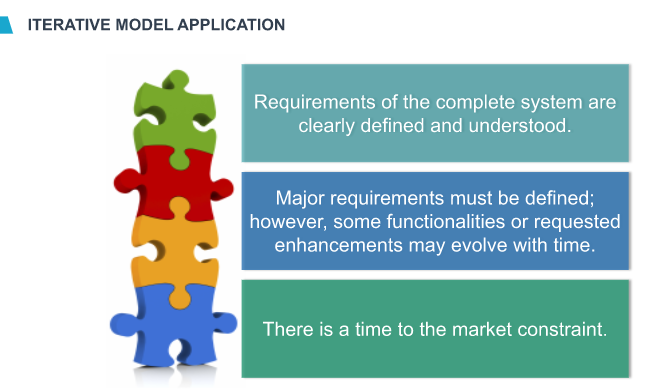 ITERATIVE MODEL APPLICATION
Requirements of the complete system are
clearly defined and understood.
Major requirements must be defined;
however, some functionalities or requested
enhancements may evolve with time.
There is a time to the market constraint.